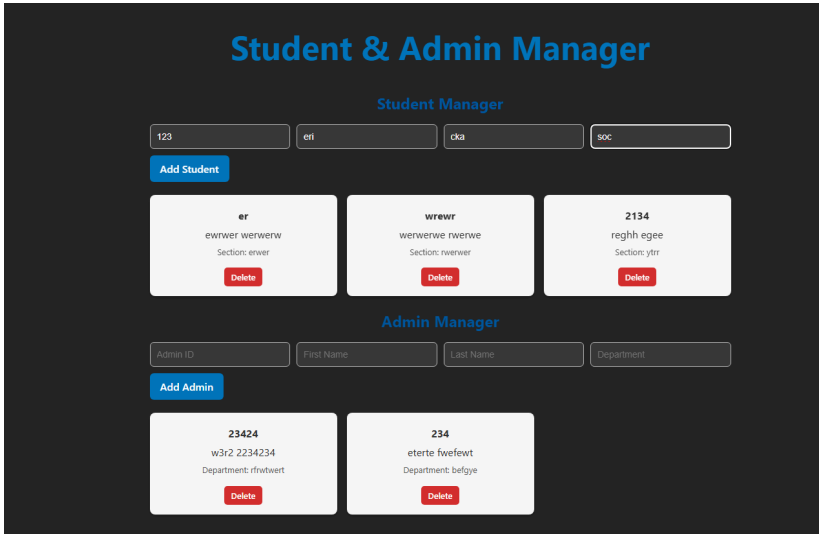 Student & Admin Manager
Student Manager
123 eri cka soc
Add Student
er wrewr 2134
ewrwer werwerw werwerwe rwerwe reghh egee
Section: erwer Section: rwerwer Section: ytrr
Delete Delete Delete
Admin Manager
Admin ID First Name Last Name Department
Add Admin
23424 234
w3r2 2234234 eterte fwefewt
Department: rfrwtwert Department: befgye
Delete Delete